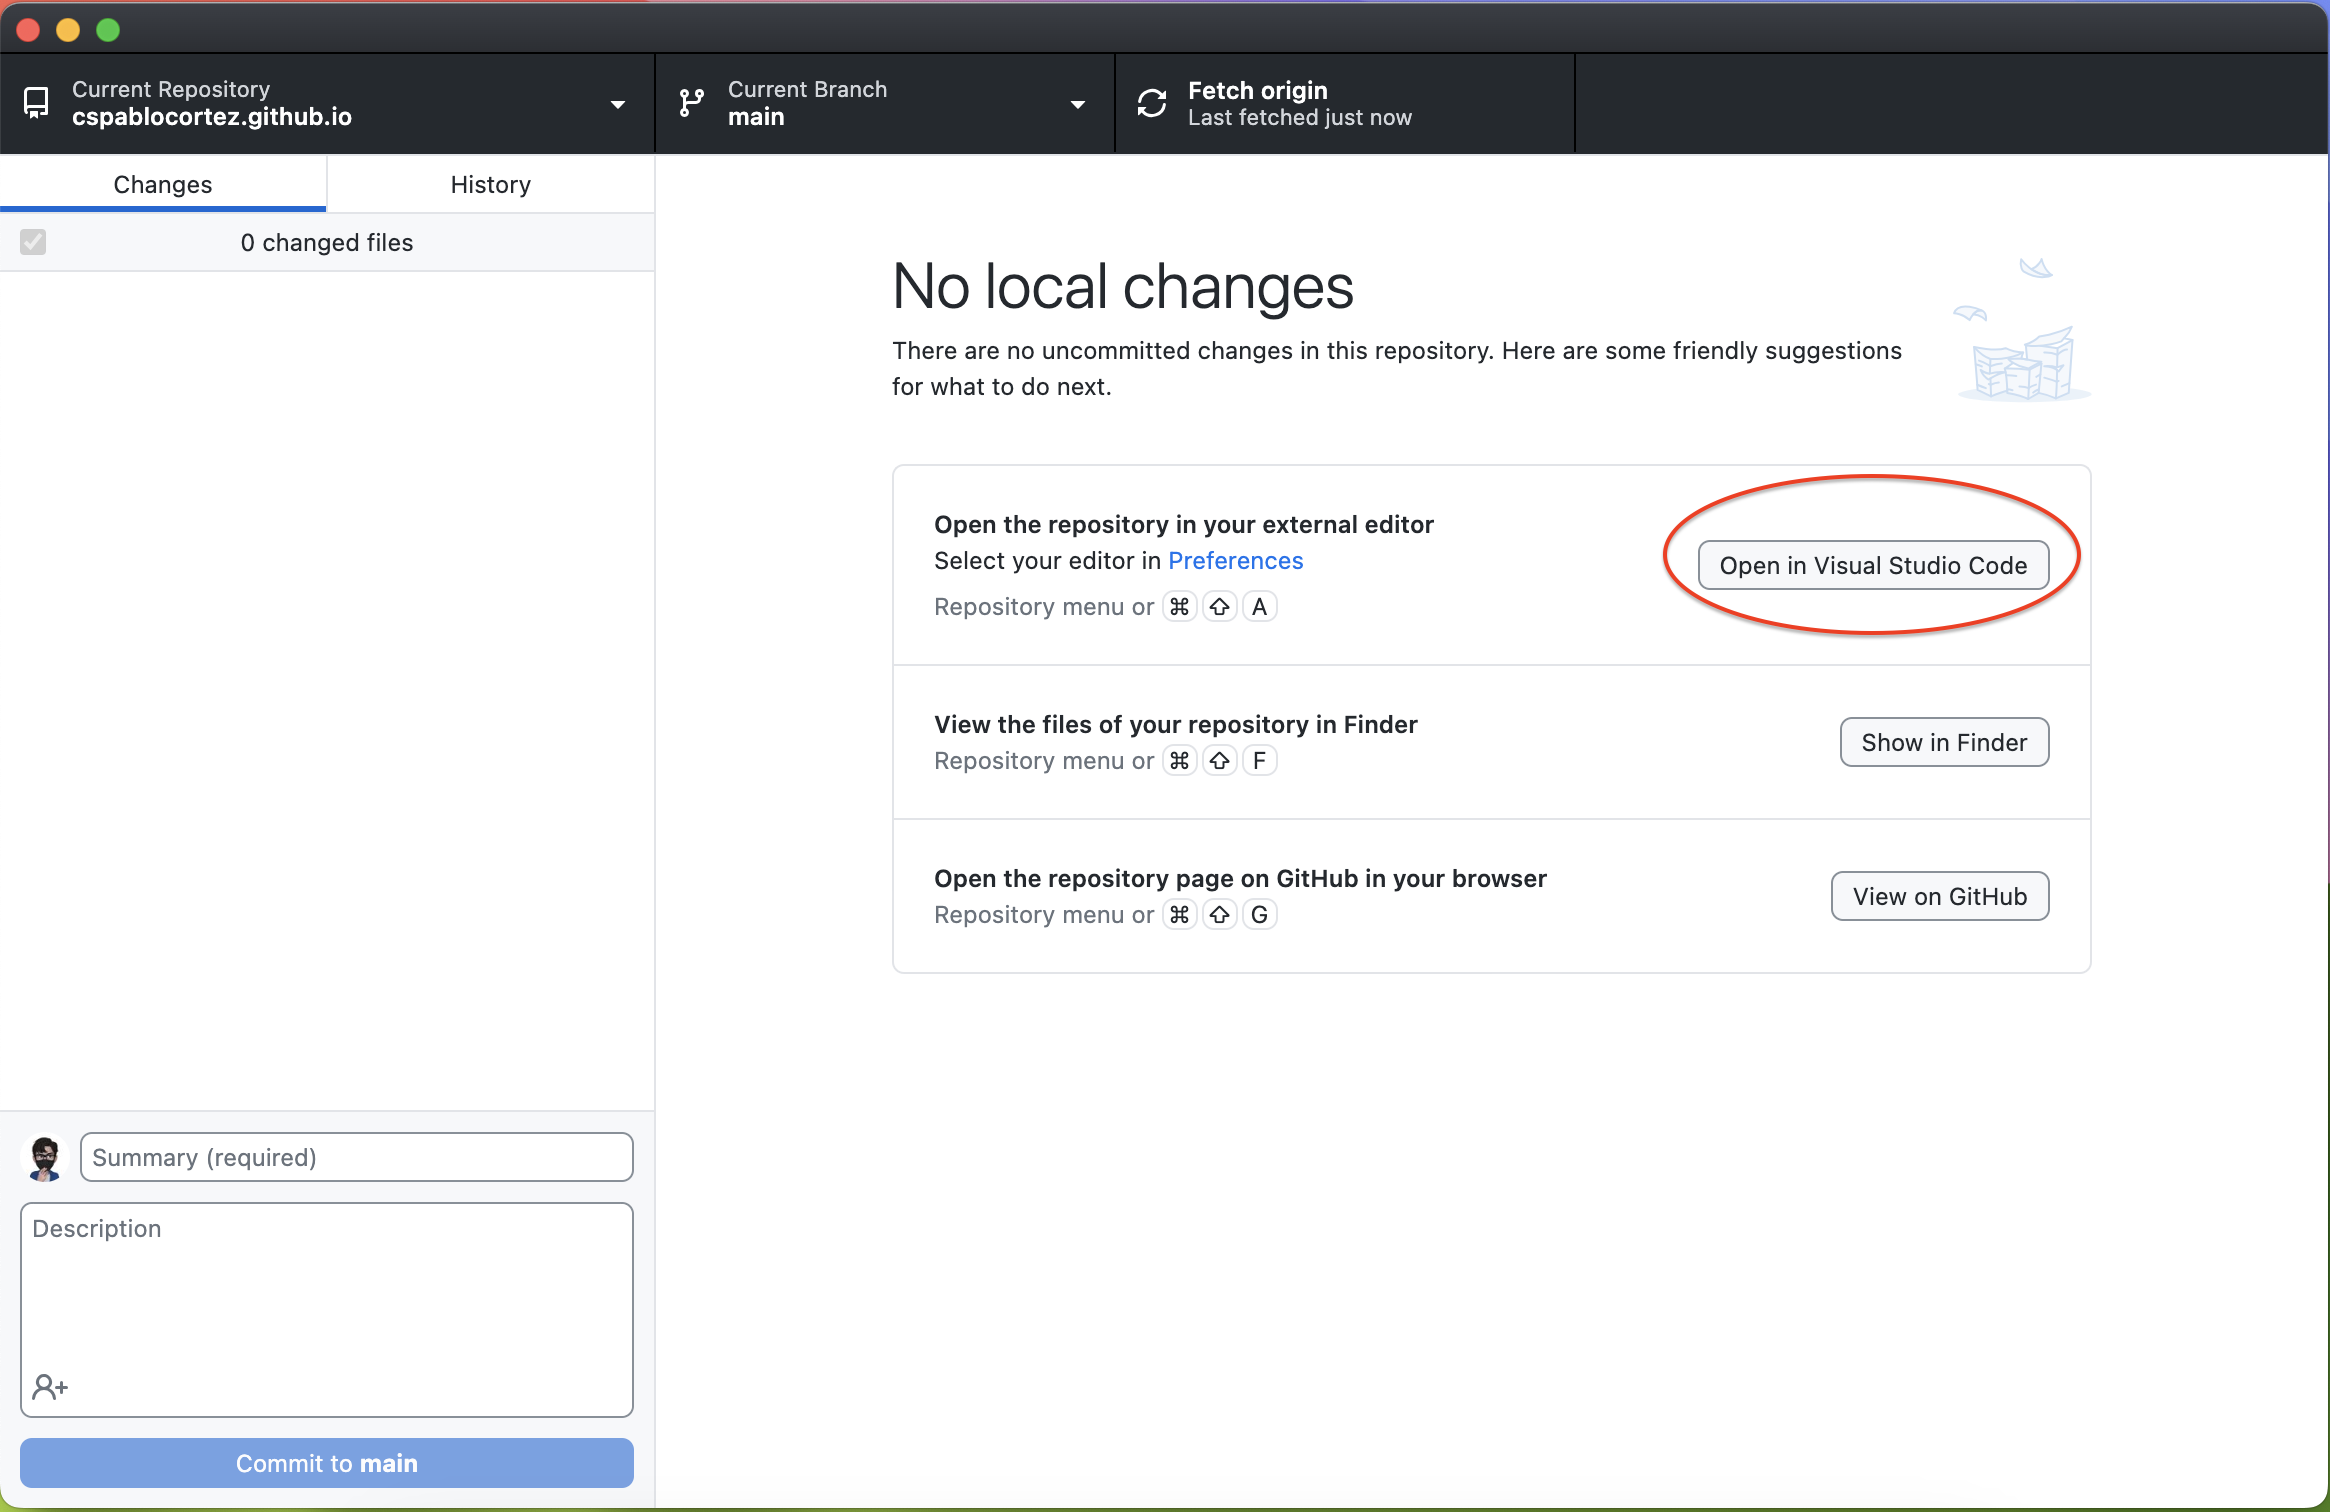 Current Repository
cspablocortez.github.io
Current Branch
main
Fetch origin
Last fetched just now
Changes
History
0 changed files
No local changes
There are no uncommitted changes in this repository. Here are some friendly suggestions
for what to do next.
Open the repository in your external editor
Select your editor in Preferences
Repository menu or ⌘ ⇧ A
Open in Visual Studio Code
View the files of your repository in Finder
Repository menu or ⌘ ⇧ F
Show in Finder
Open the repository page on GitHub in your browser
Repository menu or ⌘ ⇧ G
View on GitHub
Summary (required)
Description
Commit to main